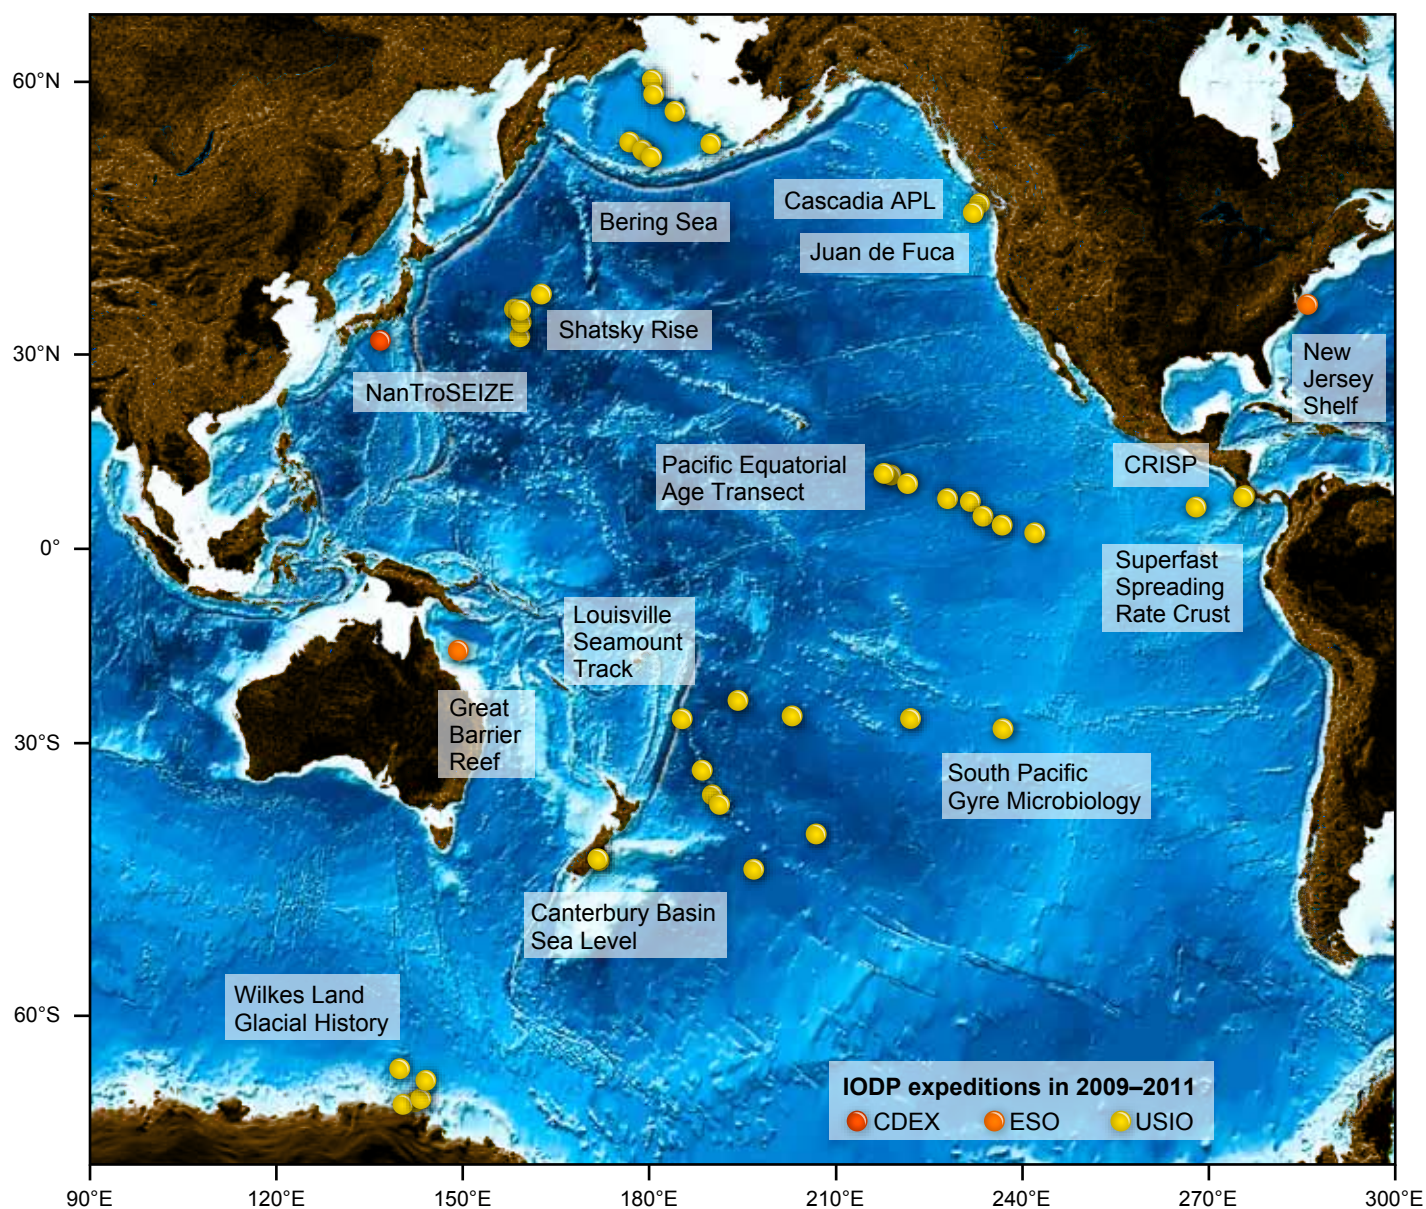 60°N
30°N
0°
30°S
60°S
Bering Sea
Cascadia APL
Juan de Fuca
Shatsky Rise
NanTroSEIZE
New
Jersey
Shelf
Pacific Equatorial
Age Transect
CRISP
Superfast
Spreading
Rate Crust
Louisville
Seamount
Track
Great
Barrier
Reef
South Pacific
Gyre Microbiology
Canterbury Basin
Sea Level
Wilkes Land
Glacial History
IODP expeditions in 2009–2011
CDEX ESO USIO
90°E 120°E 150°E 180°E 210°E 240°E 270°E 300°E